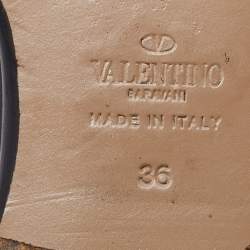 VALENTINO
GARAVANI
MADE IN ITALY
36